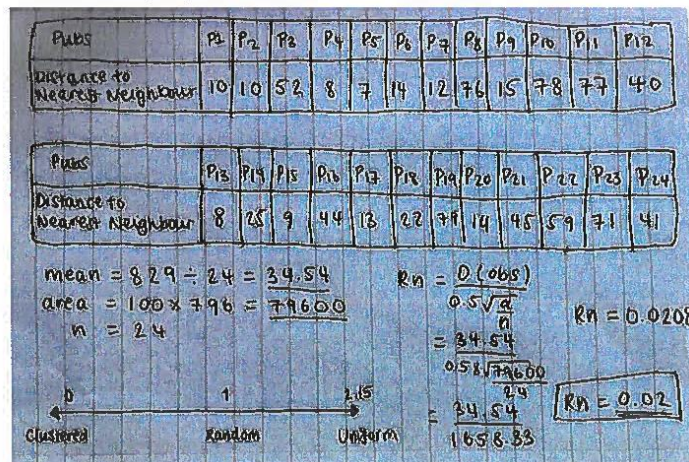 Pubs P1 P2 P3 P4 P5 P6 P7 P8 P9 P10 P11 P12
Distance to
Nearest Neighbour 10 10 52 8 7 14 12 76 15 78 77 40
Pubs P13 P14 P15 P16 P17 P18 P19 P20 P21 P22 P23 P24
Distance to
Nearest Neighbour 8 25 9 44 13 22 79 14 45 59 71 41
mean = 829 ÷ 24 = 34.54
area = 100 x 796 = 79600
n = 24
Rn = D(obs)
0.5√a
n
= 34.54
0.58√79600
24
= 34.54
1658.83
Rn = 0.0208
Rn = 0.02
0 1 2.15
Clustered Random Uniform